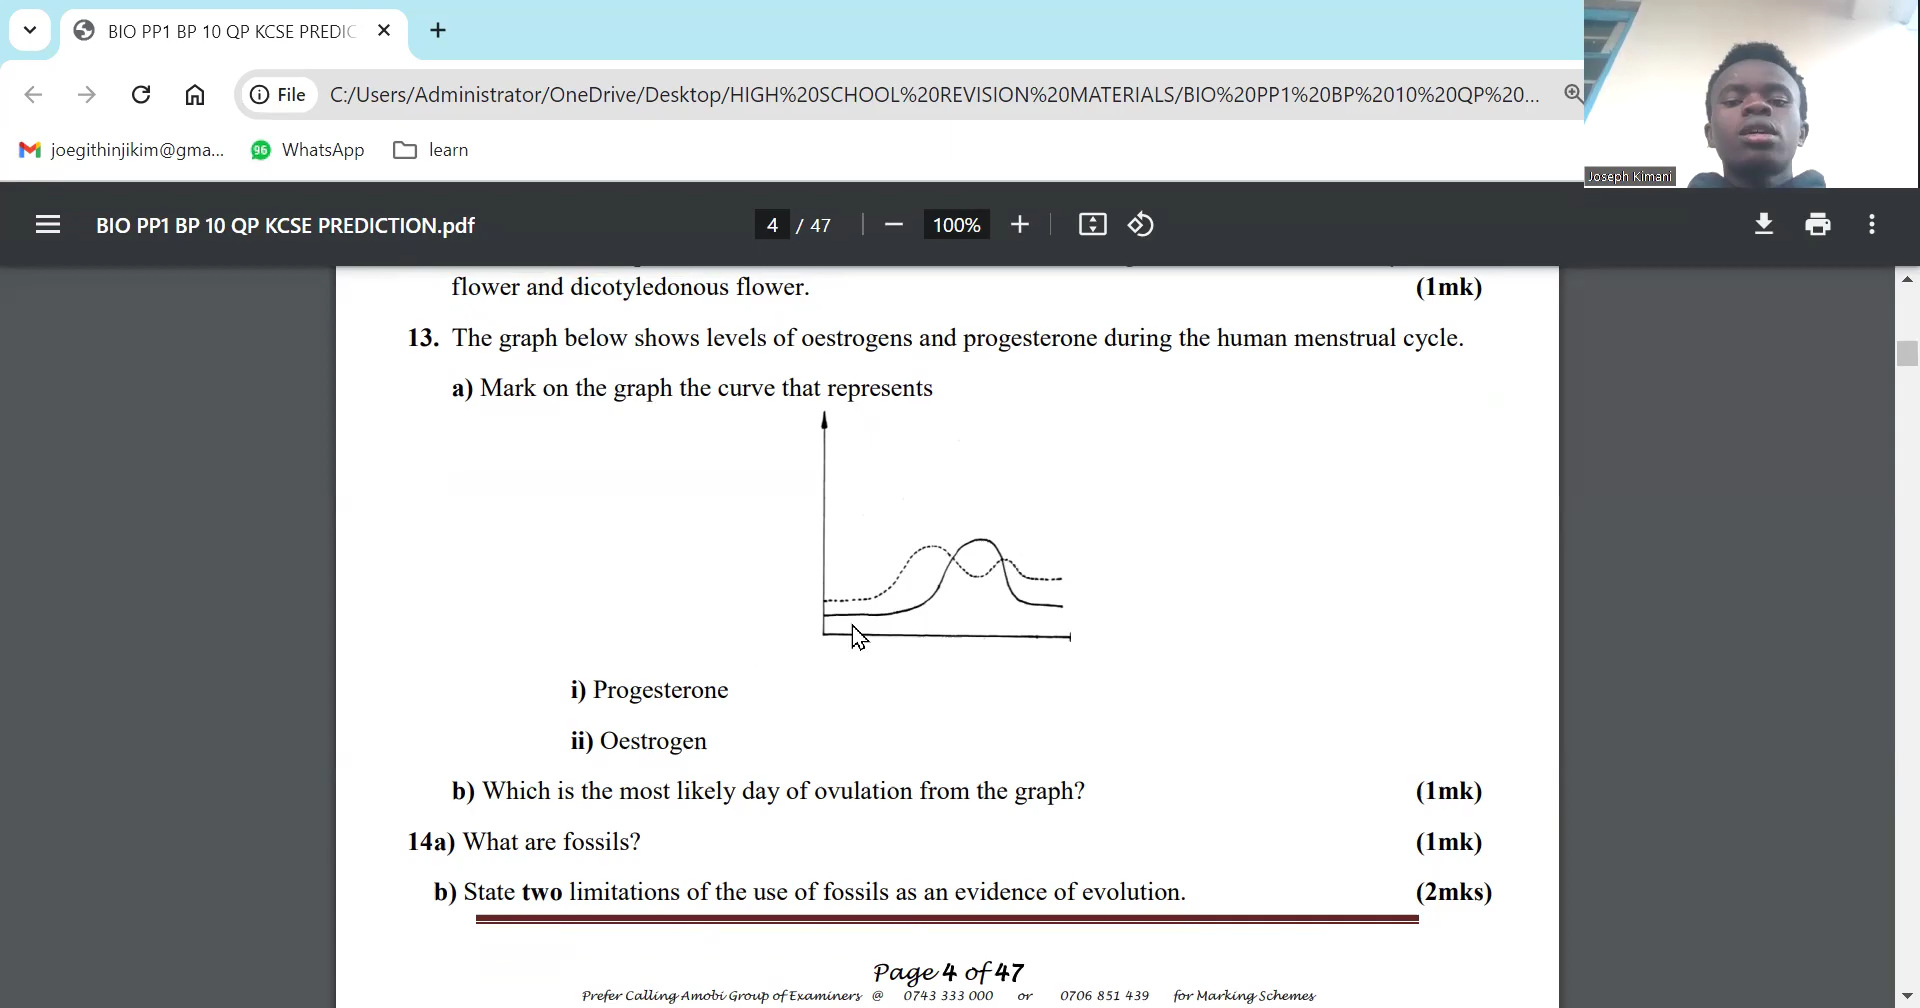 BIO PP1 BP 10 QP KCSE PREDIC
File
C:/Users/Administrator/OneDrive/Desktop/HIGH%20SCHOOL%20REVISION%20MATERIALS/BIO%20PP1%20BP%2010%20QP%20...
joegithinjikim@gma...
96
WhatsApp
learn
Joseph Kimani
BIO PP1 BP 10 QP KCSE PREDICTION.pdf
4 / 47
100%
flower and dicotyledonous flower. (1mk)
13. The graph below shows levels of oestrogens and progesterone during the human menstrual cycle.
a) Mark on the graph the curve that represents
i) Progesterone
ii) Oestrogen
b) Which is the most likely day of ovulation from the graph? (1mk)
14a) What are fossils? (1mk)
b) State two limitations of the use of fossils as an evidence of evolution. (2mks)
Page 4 of 47
Prefer Calling Amobi Group of Examiners @ 0743 333 000 or 0706 851 439 for Marking Schemes